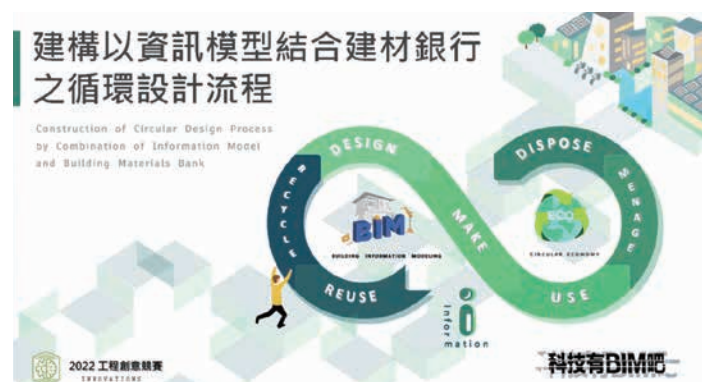 建構以資訊模型結合建材銀行
之循環設計流程
Construction of Circular Design Process
by Combination of Information Model
and Building Materials Bank
DESIGN
MAKE
USE
MENAGE
DISPOSE
RECYCLE
REUSE
BIM
BUILDING INFORMATION MODELING
ECO
CIRCULAR ECONOMY
information
2022 工程創意競賽
INNOVATIONS
科技有BIM吧